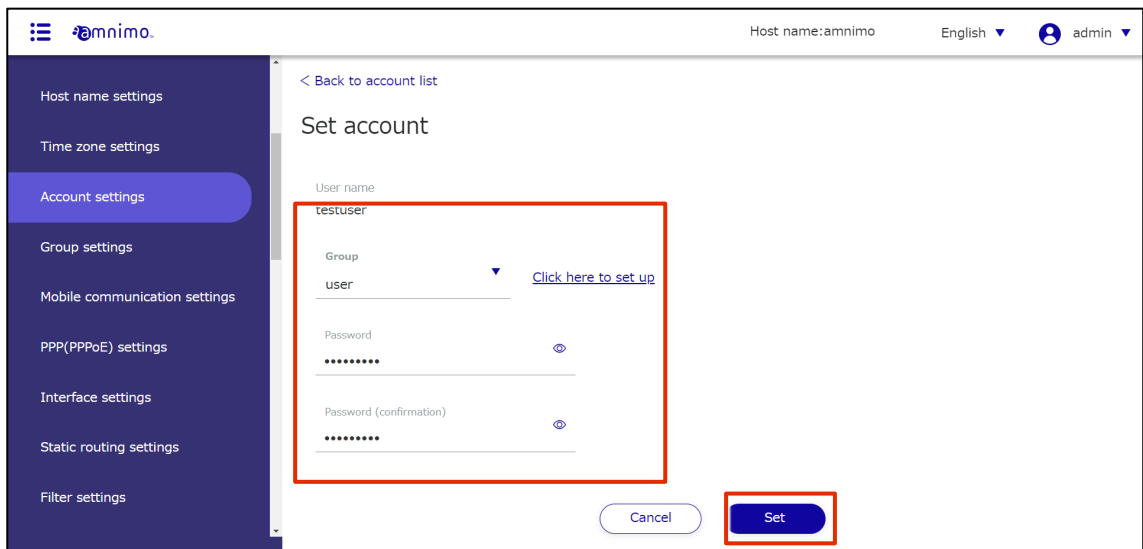 amnimo
Host name:amnimo
English
admin
Host name settings
Time zone settings
Account settings
Group settings
Mobile communication settings
PPP(PPPoE) settings
Interface settings
Static routing settings
Filter settings
< Back to account list
Set account
User name
testuser
Group
user
Click here to set up
Password
•••••••••
Password (confirmation)
•••••••••
Cancel
Set